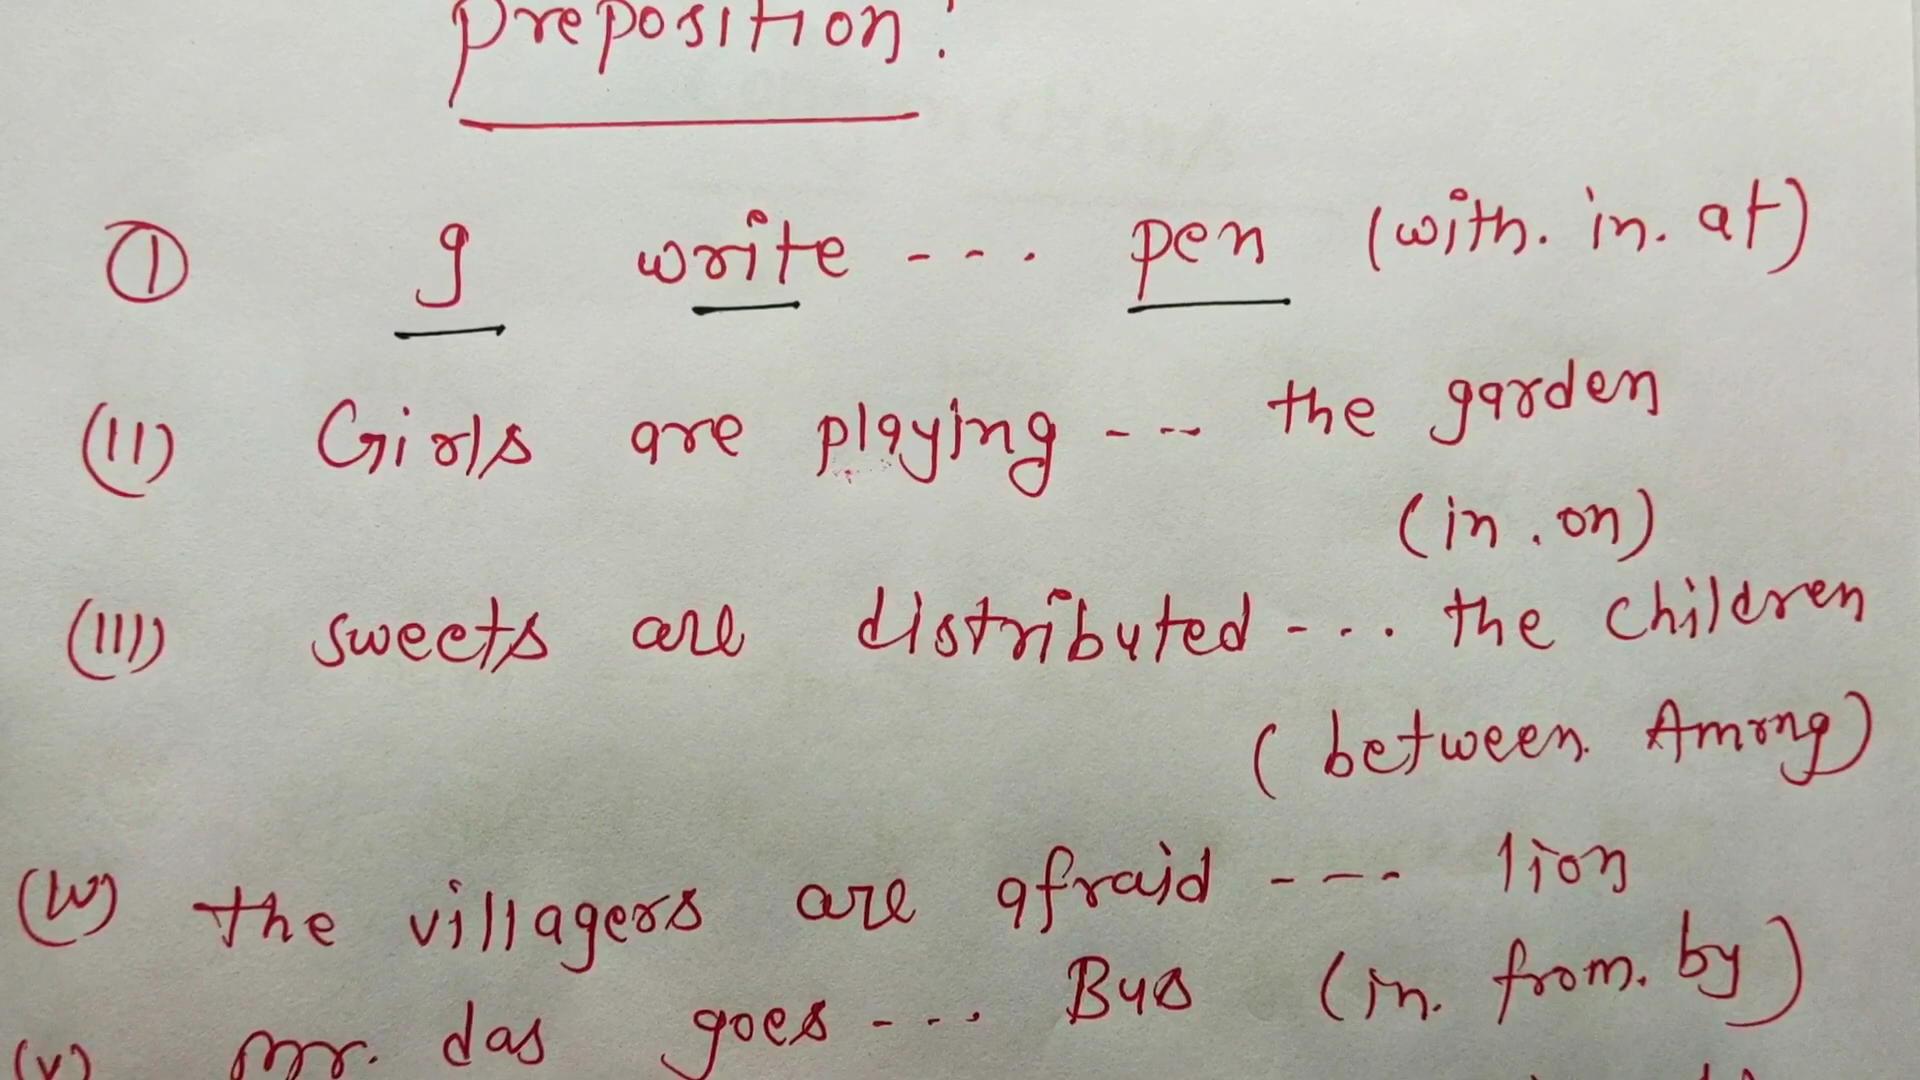 preposition:
① I write --. pen (with. in. at)
(II) Girls are playing --- the garden
(in. on)
(III) sweets are distributed -.. the children
(between. Among)
(IV) the villagers are afraid ---- lion
(in. from. by)
(V) Mr. das goes -... Bus